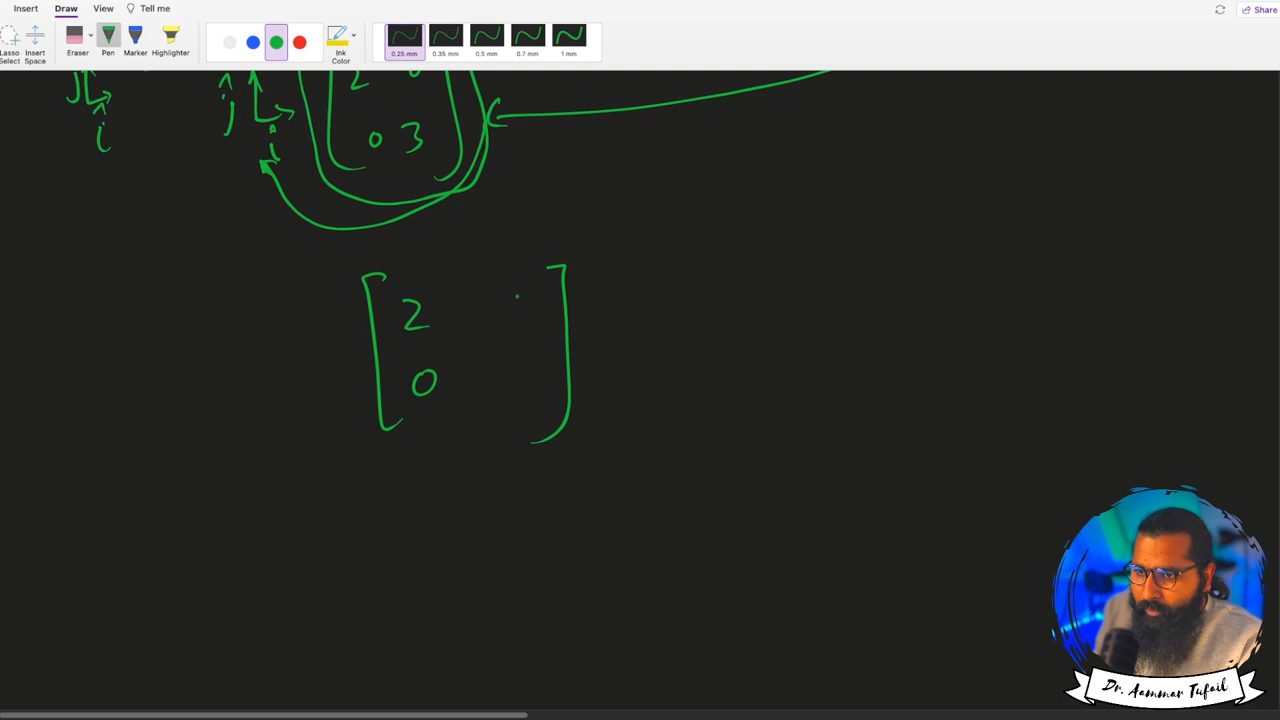 Insert Draw View Tell me
Share
Lasso Select
Insert Space
Eraser
Pen
Marker
Highlighter
Ink Color
0.25 mm
0.35 mm
0.5 mm
0.7 mm
1 mm
j i
j i
2 0
0 3
2
0
Dr. Aammar Tufail